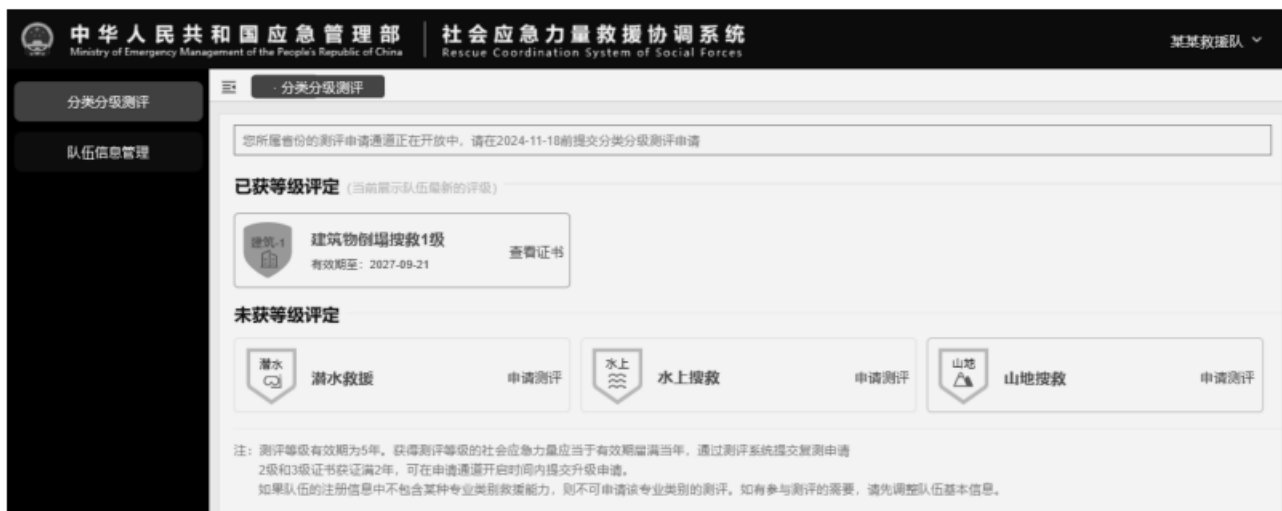 中华人民共和国应急管理部
Ministry of Emergency Management of the People's Republic of China
社会应急力量救援协调系统
Rescue Coordination System of Social Forces
某某救援队
分类分级测评
队伍信息管理
· 分类分级测评
您所属省份的测评申请通道正在开放中，请在2024-11-18前提交分类分级测评申请
已获等级评定 (当前展示队伍最新的评级)
建筑-1
建筑物倒塌搜救1级
有效期至：2027-09-21
查看证书
未获等级评定
潜水
潜水救援
申请测评
水上
水上搜救
申请测评
山地
山地搜救
申请测评
注：测评等级有效期为5年。获得测评等级的社会应急力量应当于有效期届满当年，通过测评系统提交复测申请
2级和3级证书获证满2年，可在申请通道开启时间内提交升级申请。
如果队伍的注册信息中不包含某种专业类别救援能力，则不可申请该专业类别的测评。如有参与测评的需要，请先调整队伍基本信息。